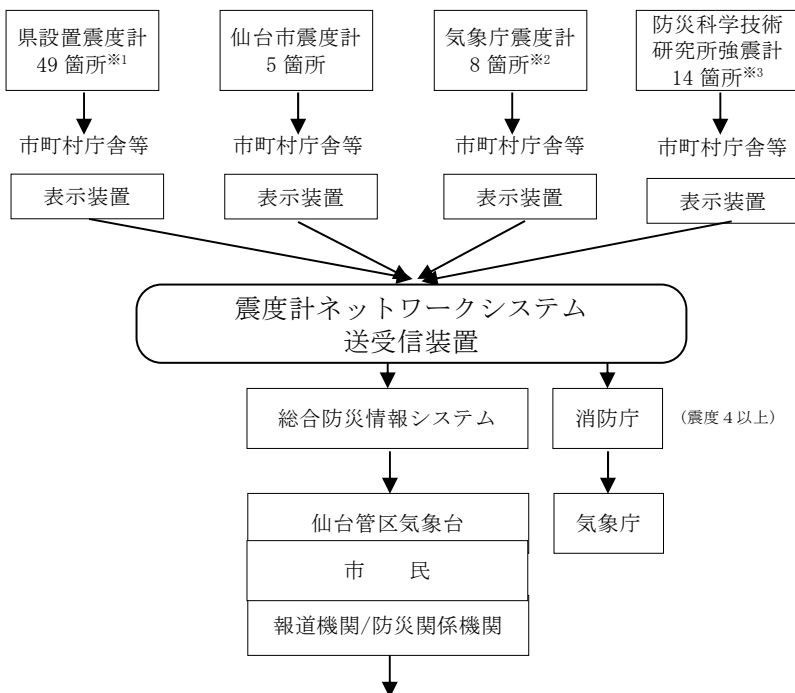 県設置震度計
49 箇所※1
仙台市震度計
5 箇所
気象庁震度計
8 箇所※2
防災科学技術
研究所強震計
14 箇所※3
市町村庁舎等
市町村庁舎等
市町村庁舎等
市町村庁舎等
表示装置
表示装置
表示装置
表示装置
震度計ネットワークシステム
送受信装置
総合防災情報システム
消防庁
(震度４以上)
仙台管区気象台
気象庁
市　　民
報道機関/防災関係機関